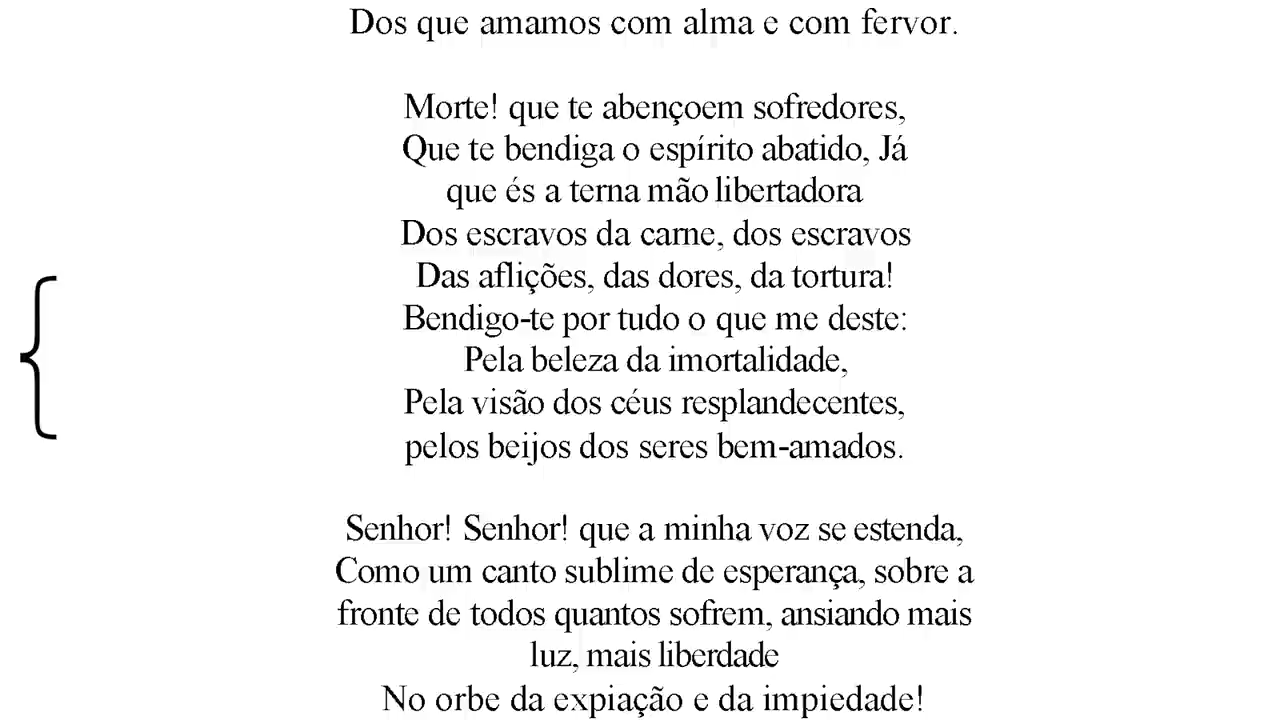 Dos que amamos com alma e com fervor.
Morte! que te abençoem sofredores,
Que te bendiga o espírito abatido, Já
que és a terna mão libertadora
Dos escravos da carne, dos escravos
Das aflições, das dores, da tortura!
Bendigo-te por tudo o que me deste:
Pela beleza da imortalidade,
Pela visão dos céus resplandecentes,
pelos beijos dos seres bem-amados.
Senhor! Senhor! que a minha voz se estenda,
Como um canto sublime de esperança, sobre a
fronte de todos quantos sofrem, ansiando mais
luz, mais liberdade
No orbe da expiação e da impiedade!